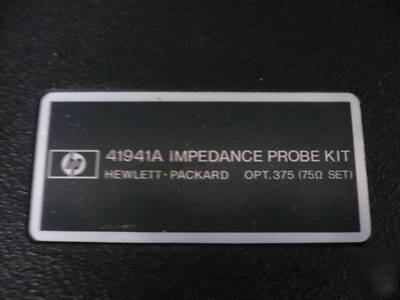 hp 41941A IMPEDANCE PROBE KIT
HEWLETT-PACKARD OPT. 375 (75Ω SET)